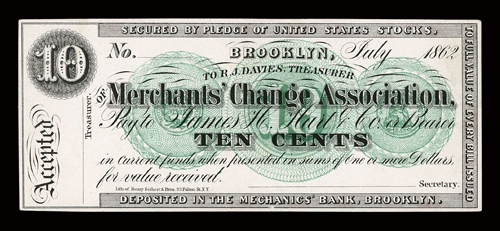 SECURED BY PLEDGE OF UNITED STATES STOCKS,
TO FULL VALUE OF EVERY BILL ISSUED
10
No. BROOKLYN, July 1862
TO R.J. DAVIES, TREASURER
OF
Merchants' Change Association,
Pay to James H. Hart & Co. or Bearer
TEN CENTS
in current funds when presented in sums of One or more Dollars,
for value received.
Secretary.
Accepted
Treasurer.
DEPOSITED IN THE MECHANICS' BANK, BROOKLYN.